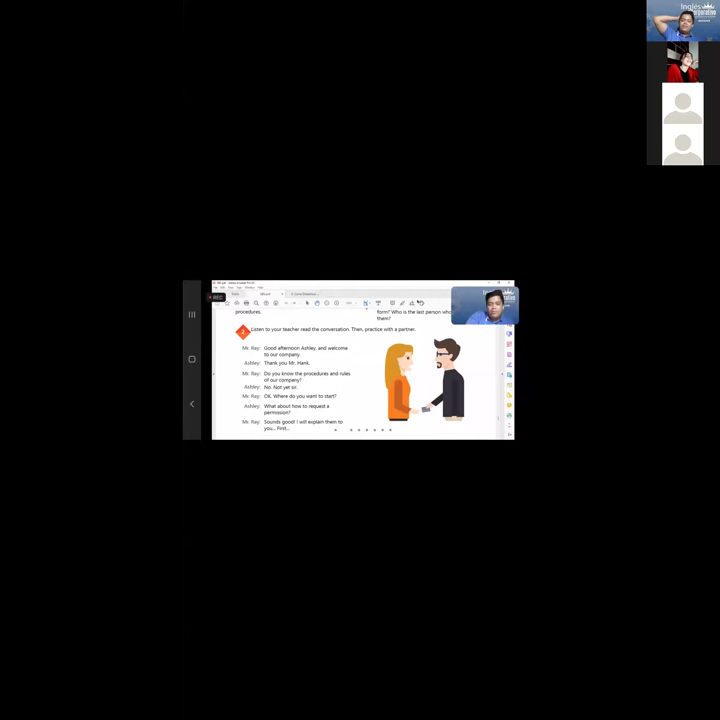 Inglés
REC
procedures.
form? Who is the last person who
them?
2 Listen to your teacher read the conversation. Then, practice with a partner.
Mr. Ray: Good afternoon Ashley, and welcome
to our company.
Ashley: Thank you Mr. Hank.
Mr. Ray: Do you know the procedures and rules
of our company?
Ashley: No. Not yet sir.
Mr. Ray: OK. Where do you want to start?
Ashley: What about how to request a
permission?
Mr. Ray: Sounds good! I will explain them to
you... First...